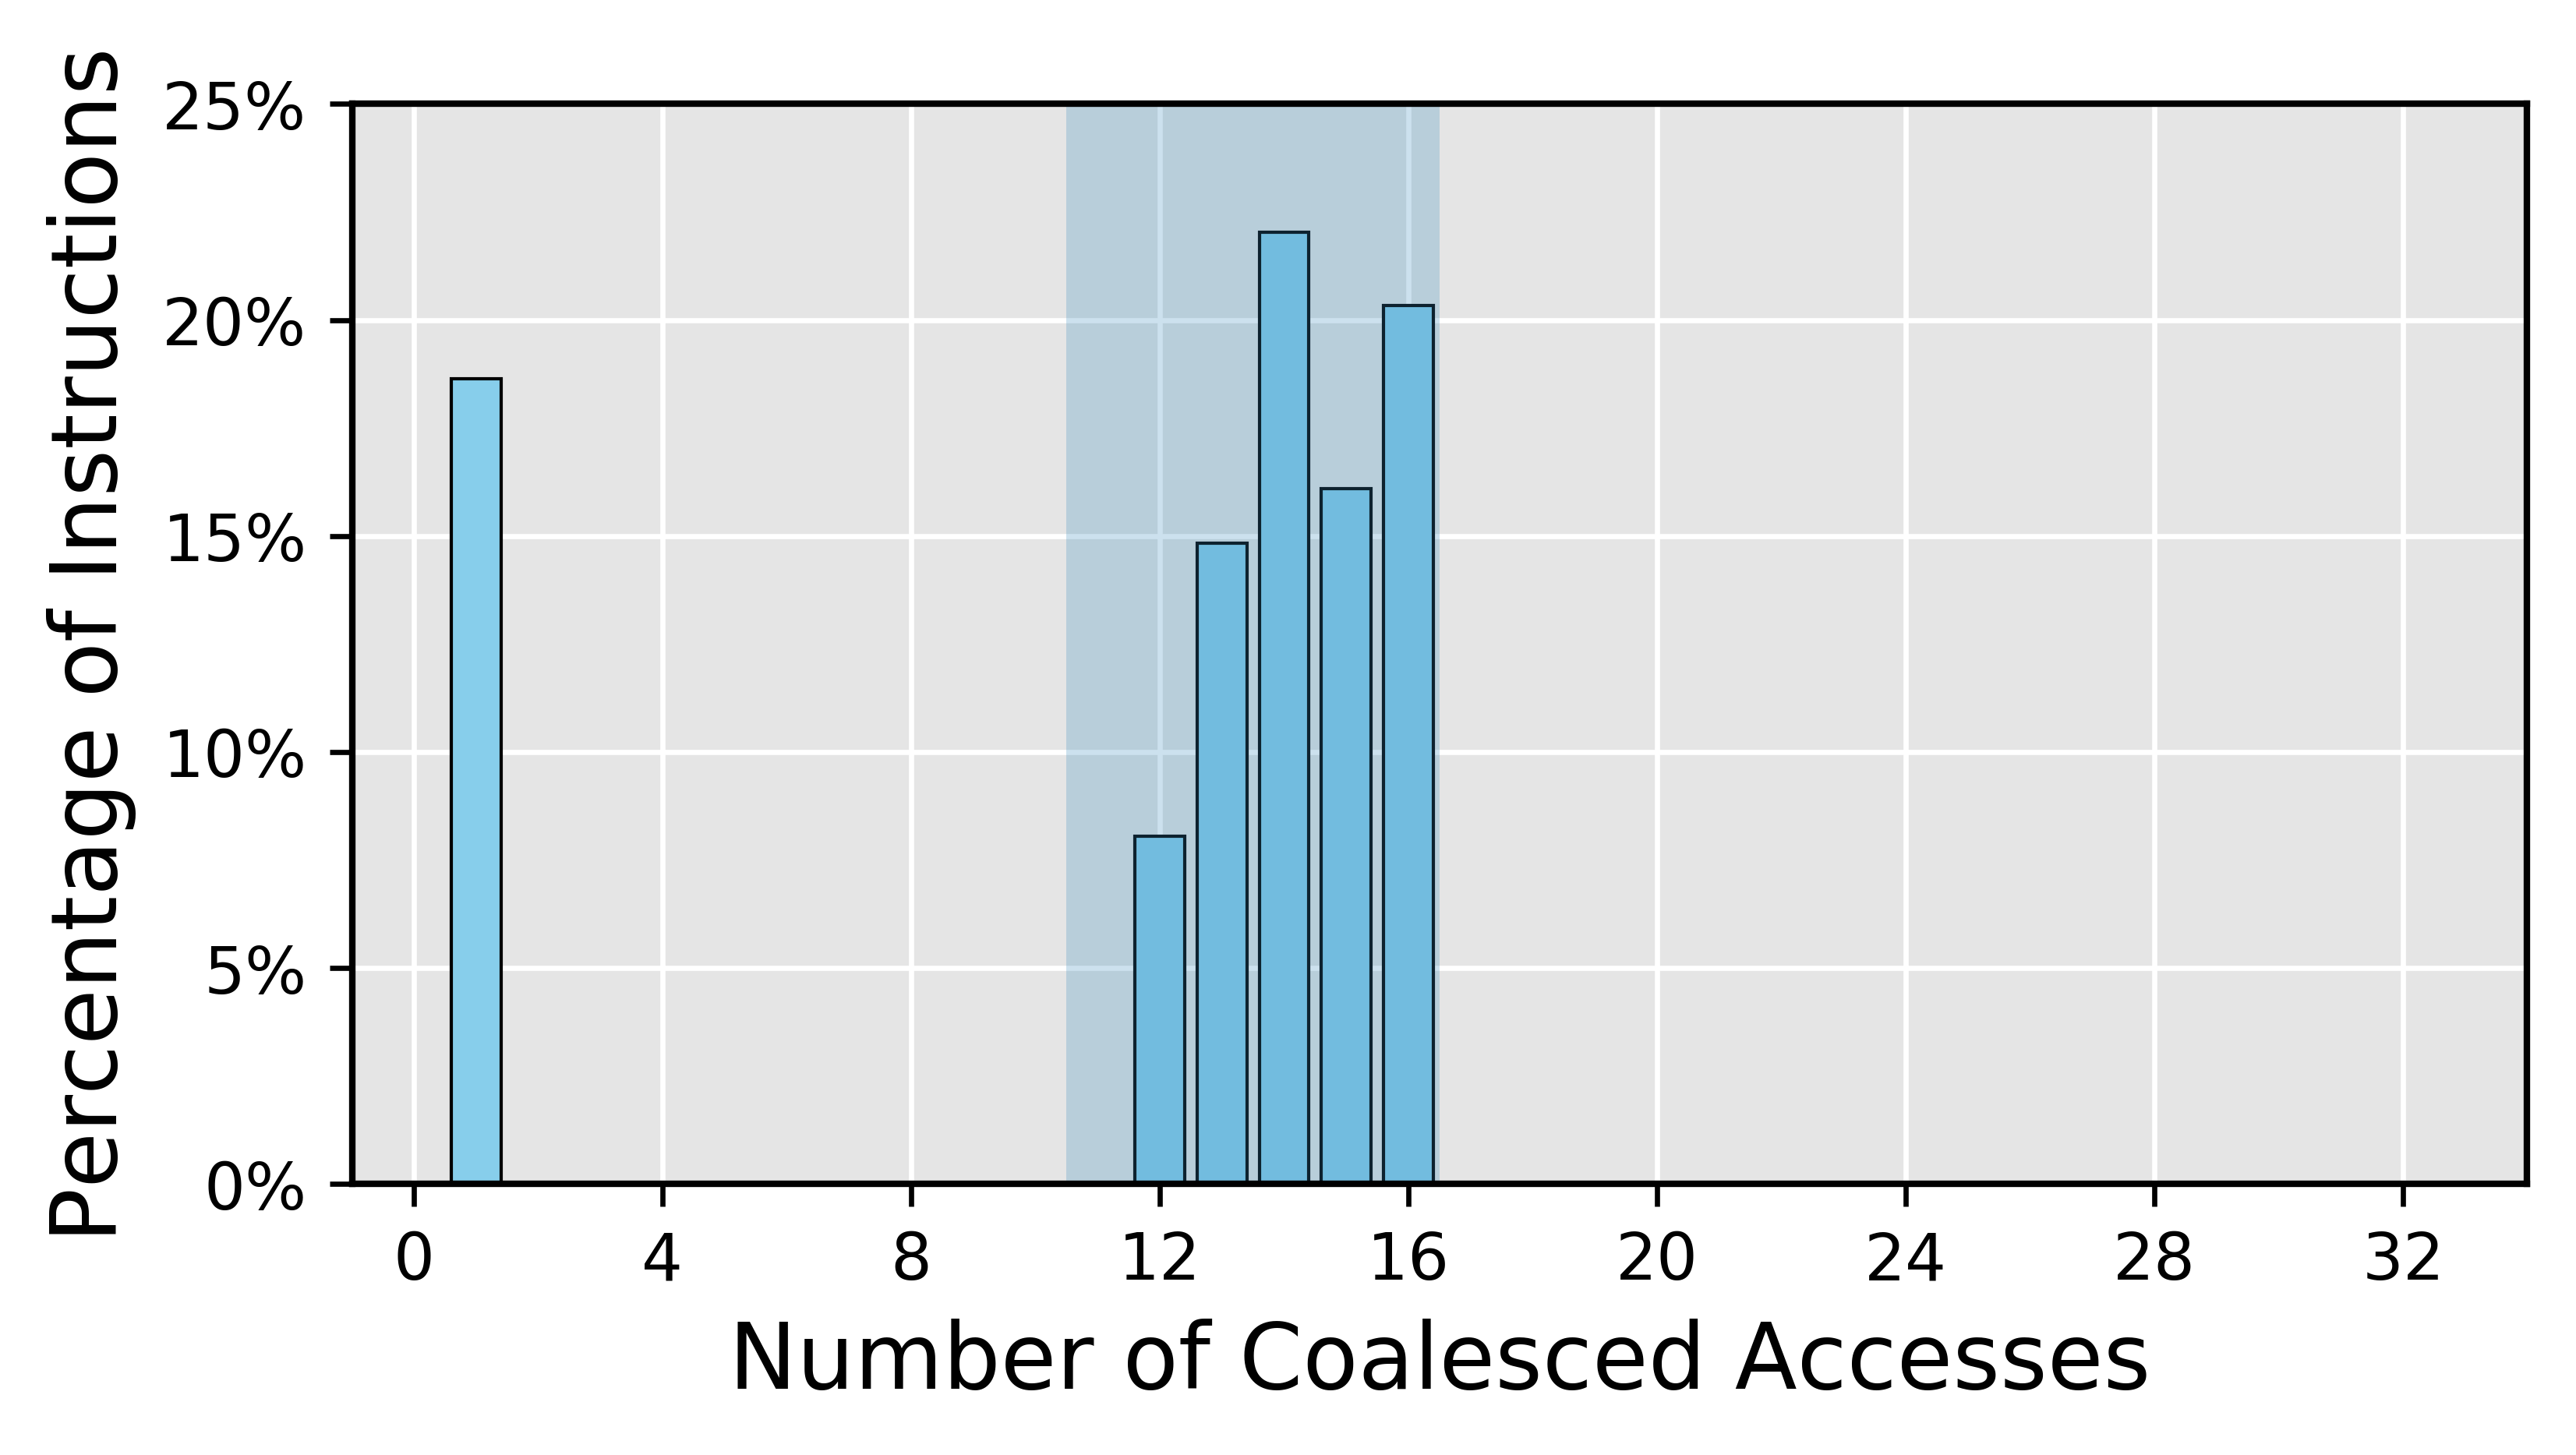 Percentage of Instructions
25%
20%
15%
10%
5%
0%
0 4 8 12 16 20 24 28 32
Number of Coalesced Accesses